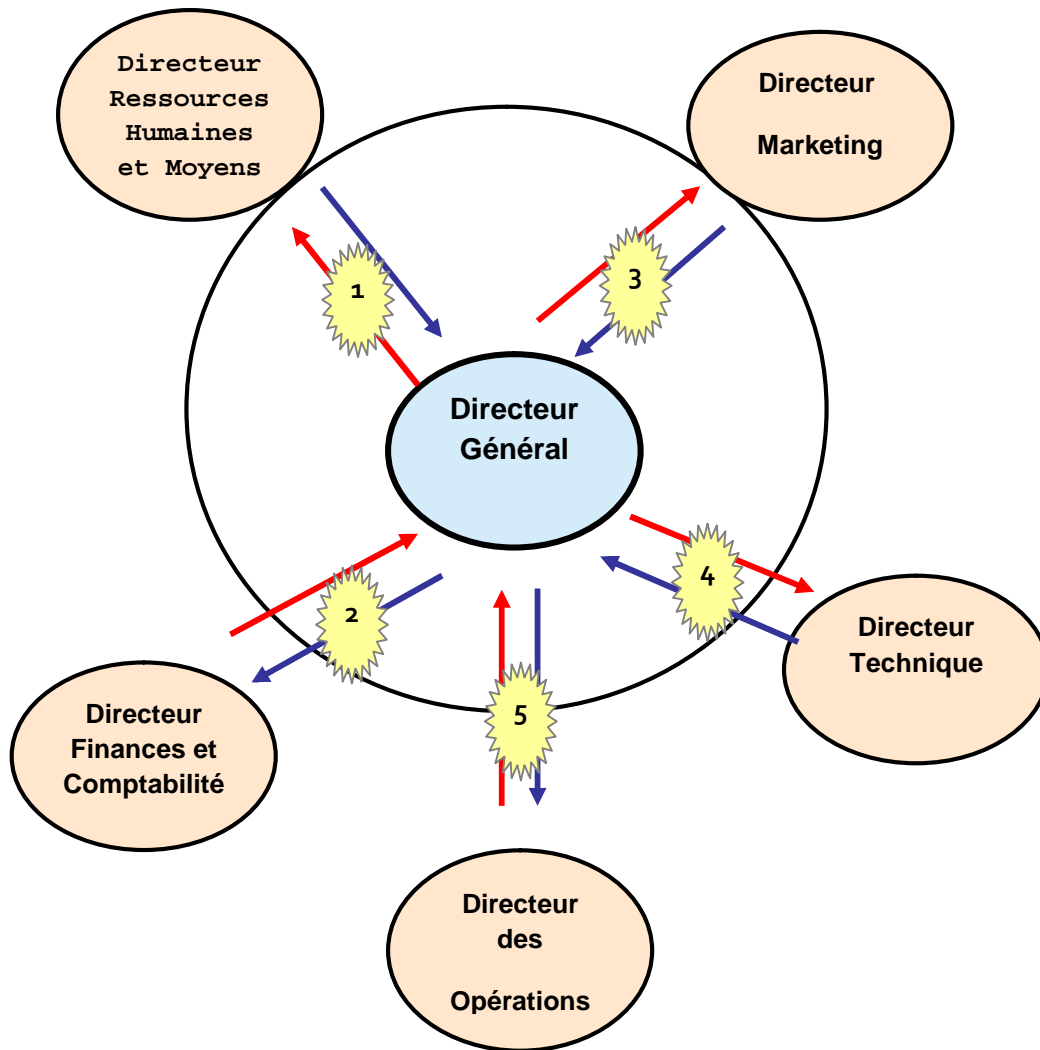 Directeur
Ressources
Humaines
et Moyens
Directeur
Marketing
1
3
Directeur
Général
4
2
Directeur
Technique
Directeur
Finances et
Comptabilité
5
Directeur
des
Opérations